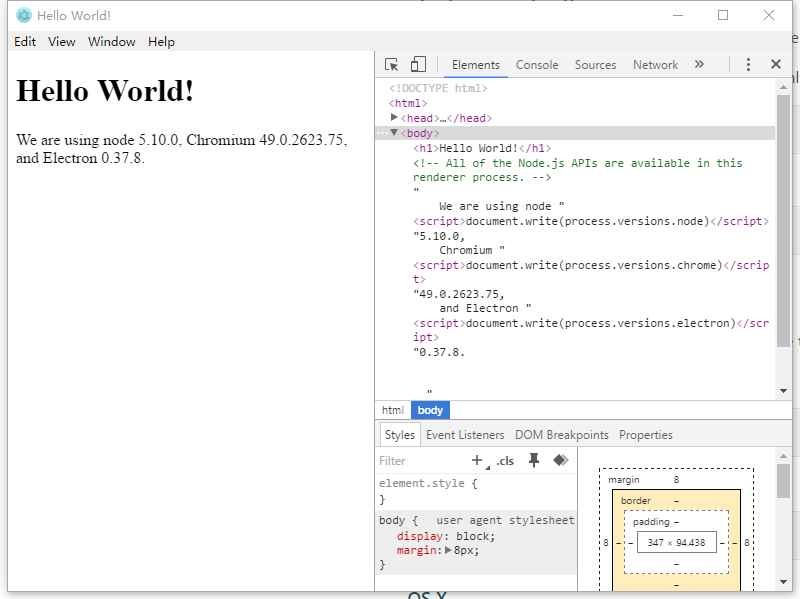 Hello World!
Edit View Window Help
Hello World!
We are using node 5.10.0, Chromium 49.0.2623.75,
and Electron 0.37.8.
Elements Console Sources Network »
<!DOCTYPE html>
<html>
<head>…</head>
<body>
<h1>Hello World!</h1>
<!-- All of the Node.js APIs are available in this
renderer process. -->
"
We are using node "
<script>document.write(process.versions.node)</script>
"5.10.0,
Chromium "
<script>document.write(process.versions.chrome)</scrip
t>
"49.0.2623.75,
and Electron "
<script>document.write(process.versions.electron)</scr
ipt>
"0.37.8.
"
html body
Styles Event Listeners DOM Breakpoints Properties
Filter + .cls
element.style {
}
body { user agent stylesheet
display: block;
margin: 8px;
}
margin 8
border –
padding –
8 – – 347 × 94.438 – – 8
–
–
OS X